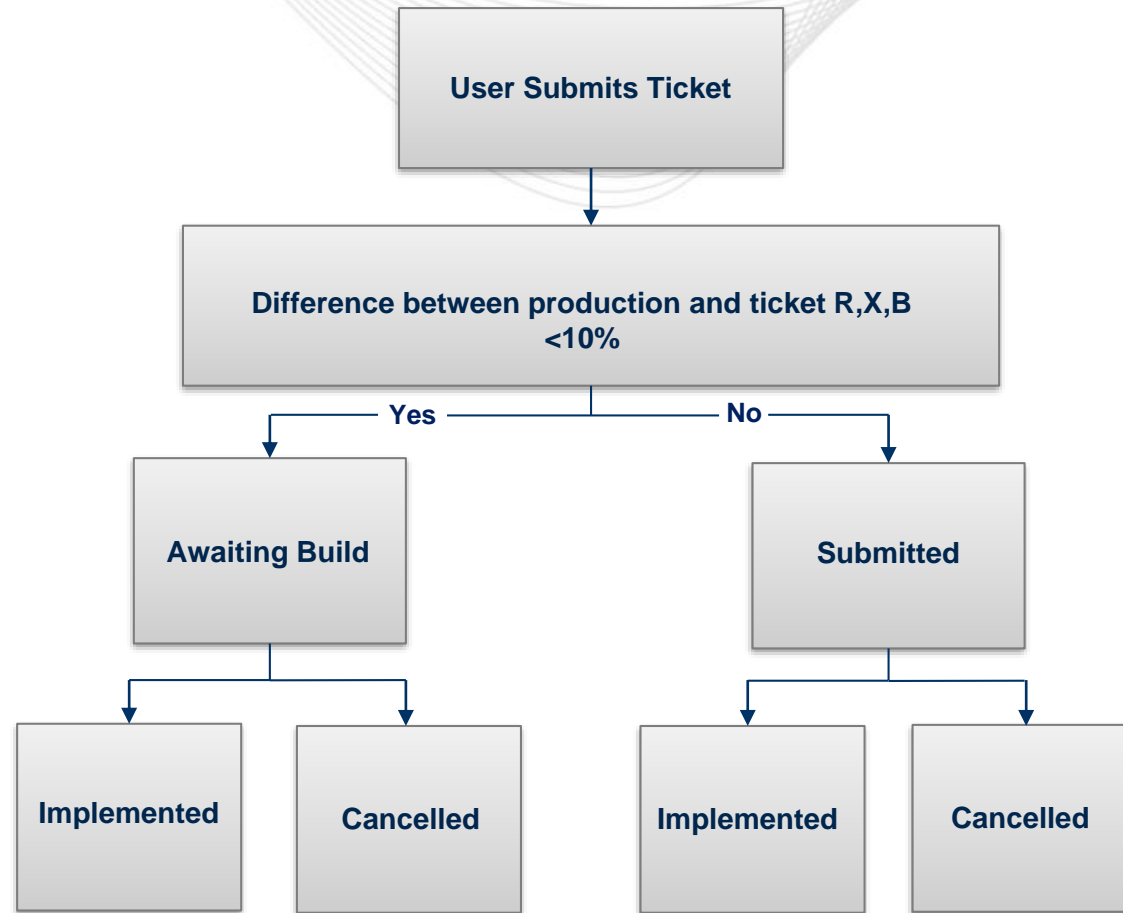 User Submits Ticket
Difference between production and ticket R,X,B
<10%
Yes
No
Awaiting Build
Submitted
Implemented
Cancelled
Implemented
Cancelled